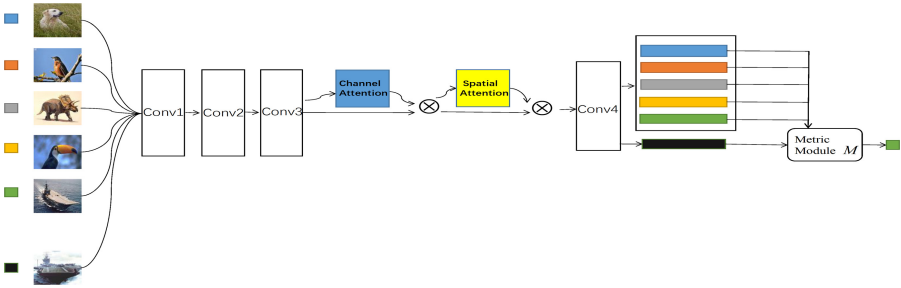 Conv1
Conv2
Conv3
Channel
Attention
Spatial
Attention
Conv4
Metric
Module M